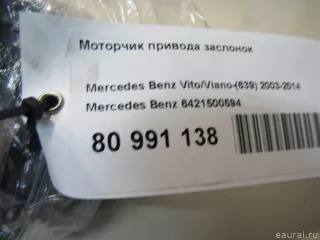 Моторчик привода заслонок
Mercedes Benz Vito/Viano-(639) 2003-2014
Mercedes Benz 6421500594
80 991 138
eaural.ru